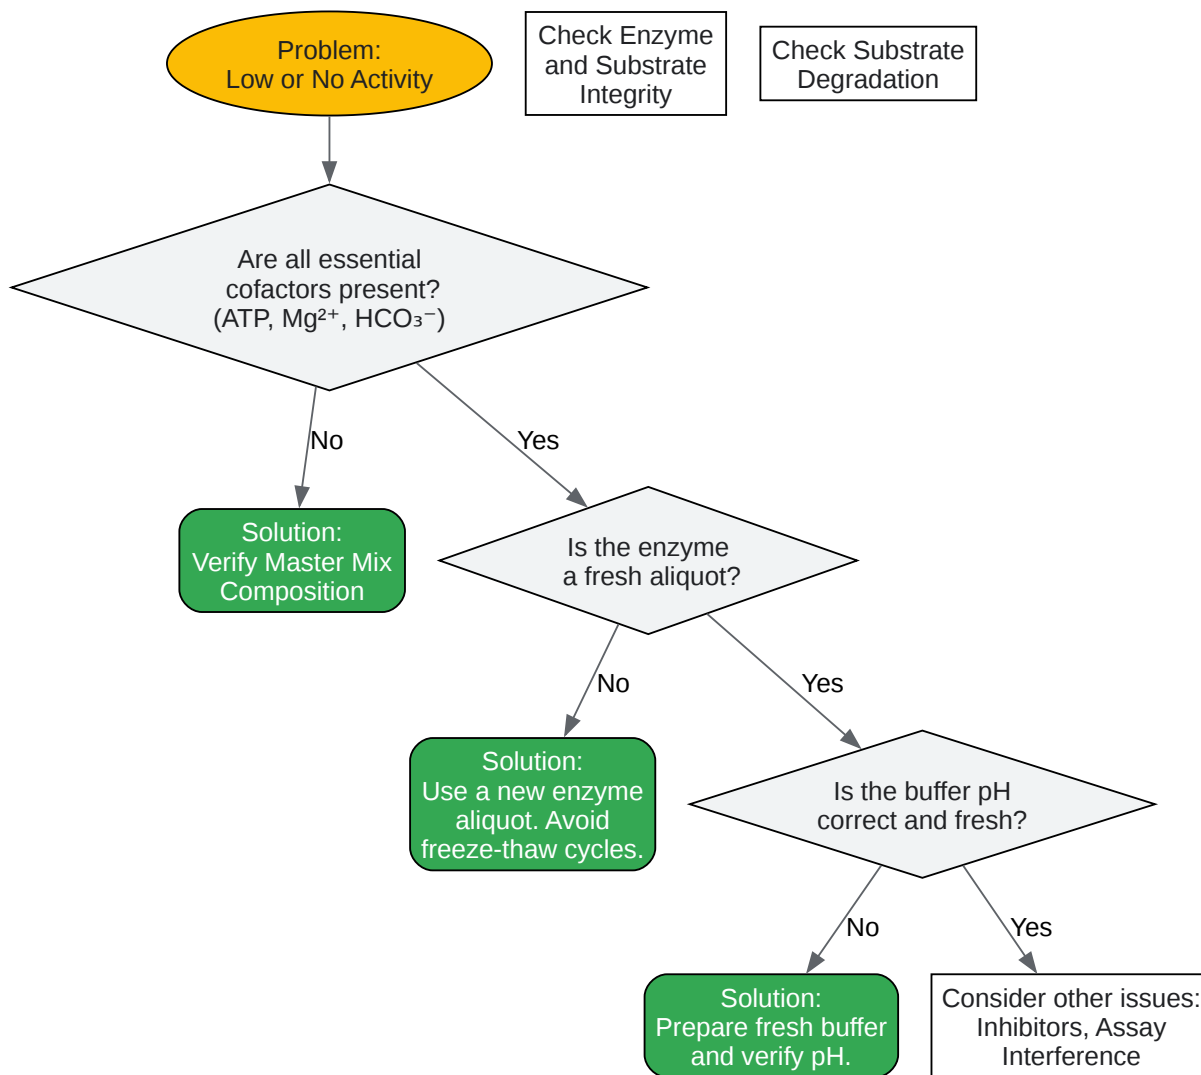 Problem:
Low or No Activity
Check Enzyme
and Substrate
Integrity
Check Substrate
Degradation
Are all essential
cofactors present?
(ATP, Mg²⁺, HCO₃⁻)
No
Yes
Solution:
Verify Master Mix
Composition
Is the enzyme
a fresh aliquot?
No
Yes
Solution:
Use a new enzyme
aliquot. Avoid
freeze-thaw cycles.
Is the buffer pH
correct and fresh?
No
Yes
Solution:
Prepare fresh buffer
and verify pH.
Consider other issues:
Inhibitors, Assay
Interference